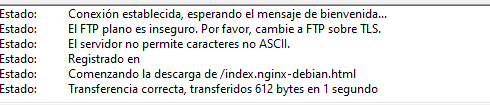 Estado: Conexión establecida, esperando el mensaje de bienvenida...
Estado: El FTP plano es inseguro. Por favor, cambie a FTP sobre TLS.
Estado: El servidor no permite caracteres no ASCII.
Estado: Registrado en
Estado: Comenzando la descarga de /index.nginx-debian.html
Estado: Transferencia correcta, transferidos 612 bytes en 1 segundo